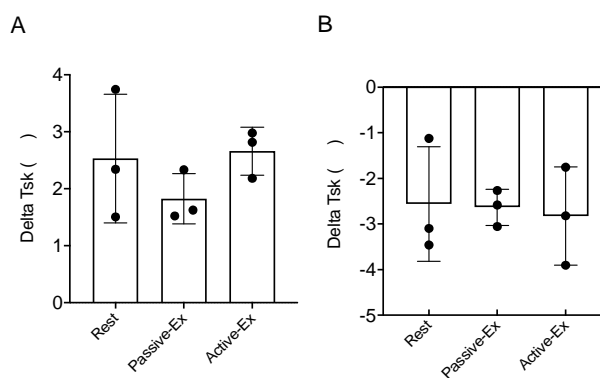 A
Delta Tsk ( )
4
3
2
1
0
Rest
Passive-Ex
Active-Ex
B
Delta Tsk ( )
0
-1
-2
-3
-4
-5
Rest
Passive-Ex
Active-Ex